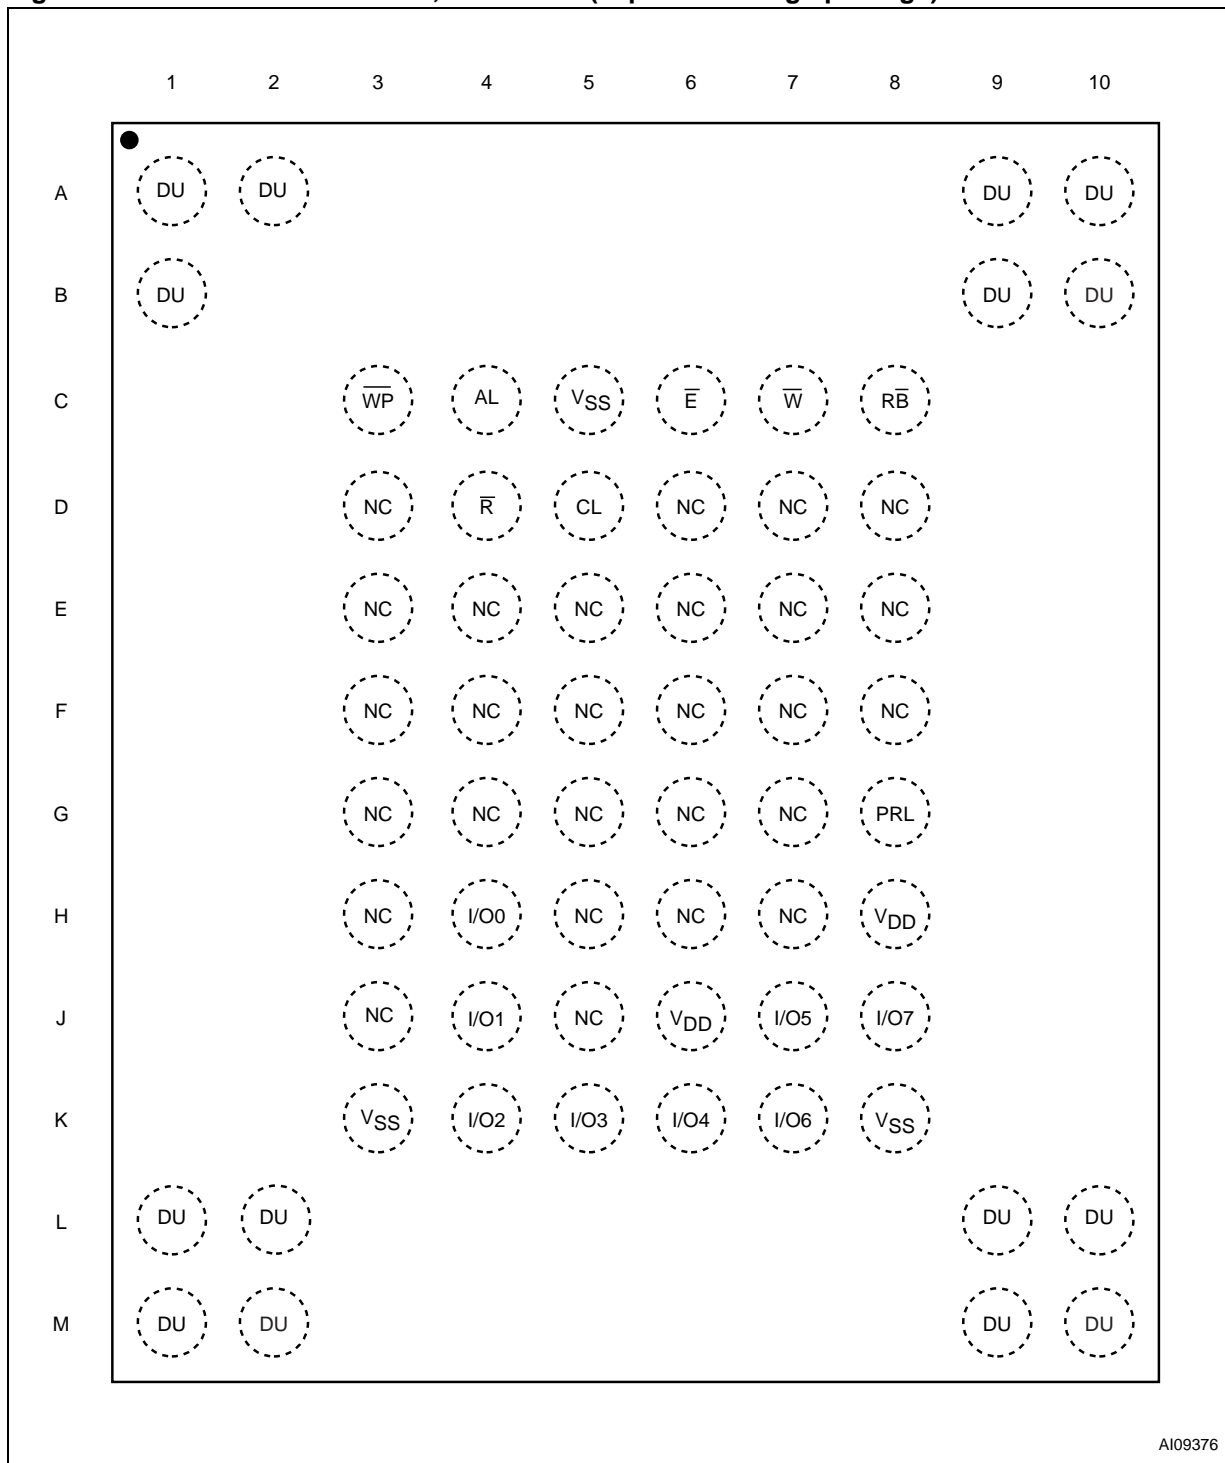 1 2 3 4 5 6 7 8 9 10
A DU DU DU DU
B DU DU DU
C W̅P̅ AL VSS E̅ W̅ RB̅
D NC R̅ CL NC NC NC
E NC NC NC NC NC NC
F NC NC NC NC NC NC
G NC NC NC NC NC PRL
H NC I/O0 NC NC NC VDD
J NC I/O1 NC VDD I/O5 I/O7
K VSS I/O2 I/O3 I/O4 I/O6 VSS
L DU DU DU DU
M DU DU DU DU
AI09376